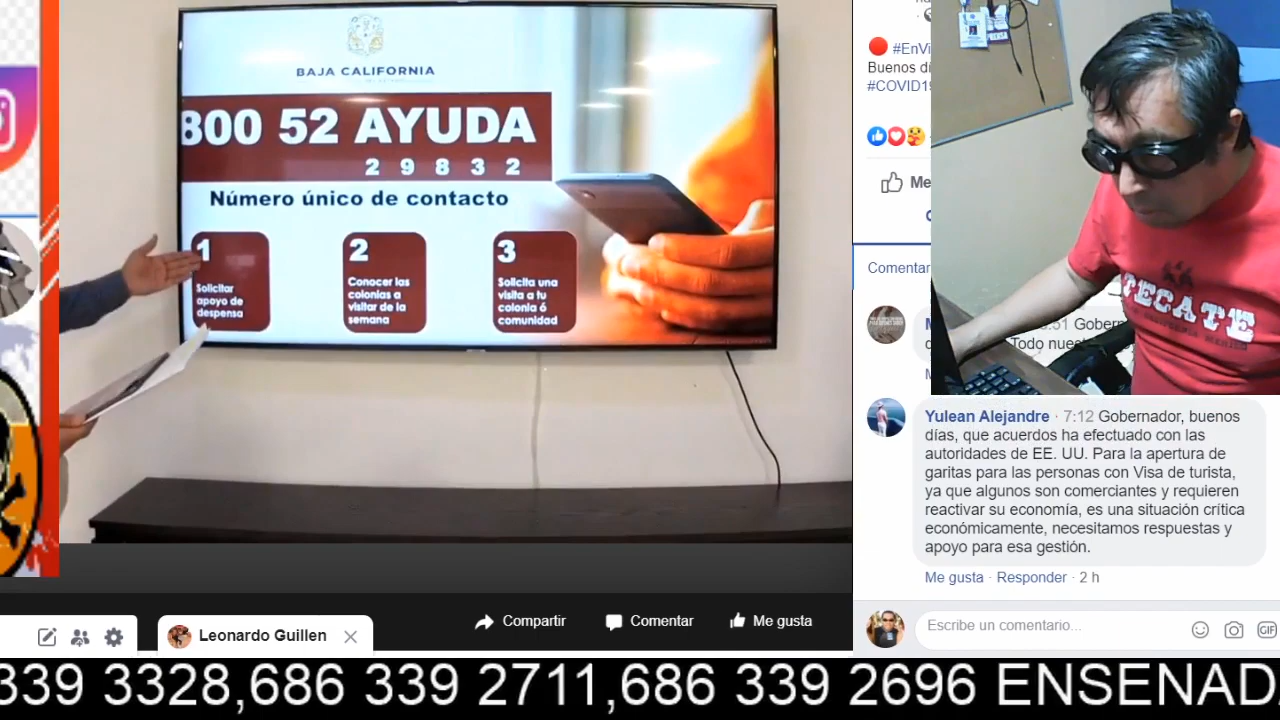 BAJA CALIFORNIA
800 52 AYUDA
2 9 8 3 2
Número único de contacto
1
Solicitar
apoyo de
despensa
2
Conocer las
colonias a
visitar de la
semana
3
Solicita una
visita a tu
colonia ó
comunidad
#EnVi
Buenos dí
#COVID19
Me
Comentar
:51 Gobern
Todo nuest
Yulean Alejandre · 7:12 Gobernador, buenos
días, que acuerdos ha efectuado con las
autoridades de EE. UU. Para la apertura de
garitas para las personas con Visa de turista,
ya que algunos son comerciantes y requieren
reactivar su economía, es una situación crítica
económicamente, necesitamos respuestas y
apoyo para esa gestión.
Me gusta · Responder · 2 h
Escribe un comentario...
GIF
TECATE
Compartir
Comentar
Me gusta
Leonardo Guillen
339 3328,686 339 2711,686 339 2696 ENSENAD